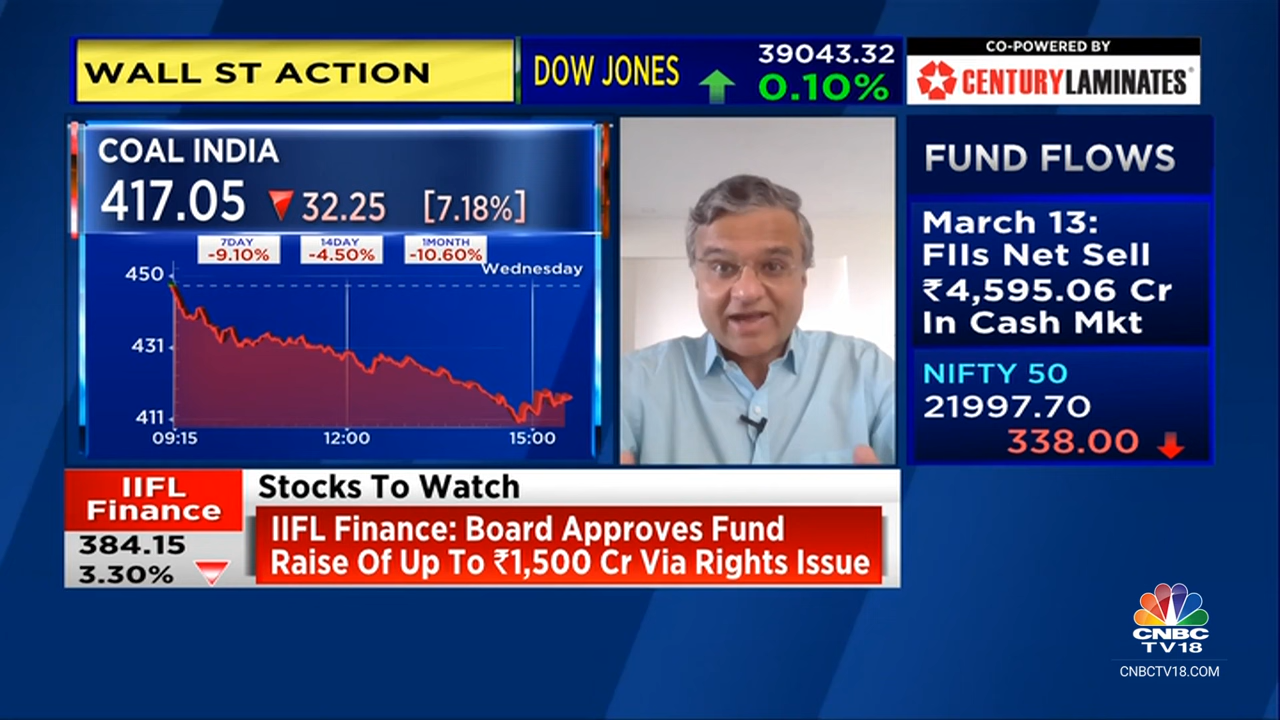 WALL ST ACTION
DOW JONES
39043.32
0.10%
CO-POWERED BY
CENTURYLAMINATES®
COAL INDIA
417.05 ▼ 32.25 [7.18%]
7DAY
-9.10%
14DAY
-4.50%
1MONTH
-10.60%
Wednesday
450
431
411
09:15
12:00
15:00
FUND FLOWS
March 13:
FIIs Net Sell
₹4,595.06 Cr
In Cash Mkt
NIFTY 50
21997.70
338.00
IIFL
Finance
384.15
3.30%
Stocks To Watch
IIFL Finance: Board Approves Fund
Raise Of Up To ₹1,500 Cr Via Rights Issue
CNBC
TV18
CNBCTV18.COM